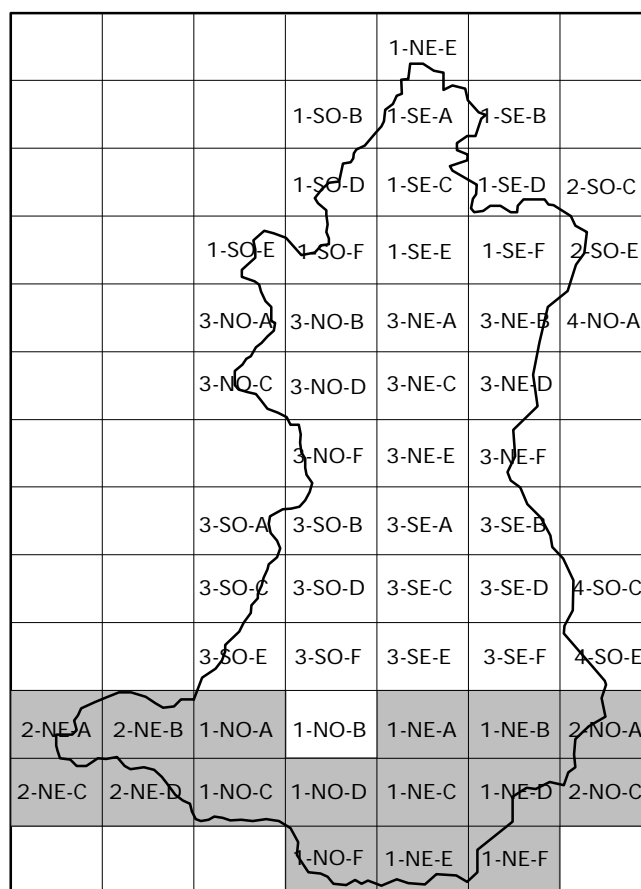 1-NE-E
1-SO-B 1-SE-A 1-SE-B
1-SO-D 1-SE-C 1-SE-D 2-SO-C
1-SO-E 1-SO-F 1-SE-E 1-SE-F 2-SO-E
3-NO-A 3-NO-B 3-NE-A 3-NE-B 4-NO-A
3-NO-C 3-NO-D 3-NE-C 3-NE-D
3-NO-F 3-NE-E 3-NE-F
3-SO-A 3-SO-B 3-SE-A 3-SE-B
3-SO-C 3-SO-D 3-SE-C 3-SE-D 4-SO-C
3-SO-E 3-SO-F 3-SE-E 3-SE-F 4-SO-E
2-NE-A 2-NE-B 1-NO-A 1-NO-B 1-NE-A 1-NE-B 2-NO-A
2-NE-C 2-NE-D 1-NO-C 1-NO-D 1-NE-C 1-NE-D 2-NO-C
1-NO-F 1-NE-E 1-NE-F